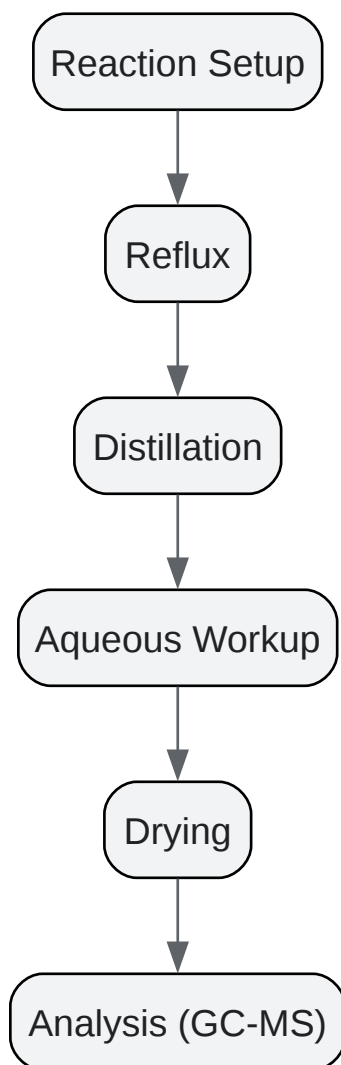 Reaction Setup
Reflux
Distillation
Aqueous Workup
Drying
Analysis (GC-MS)